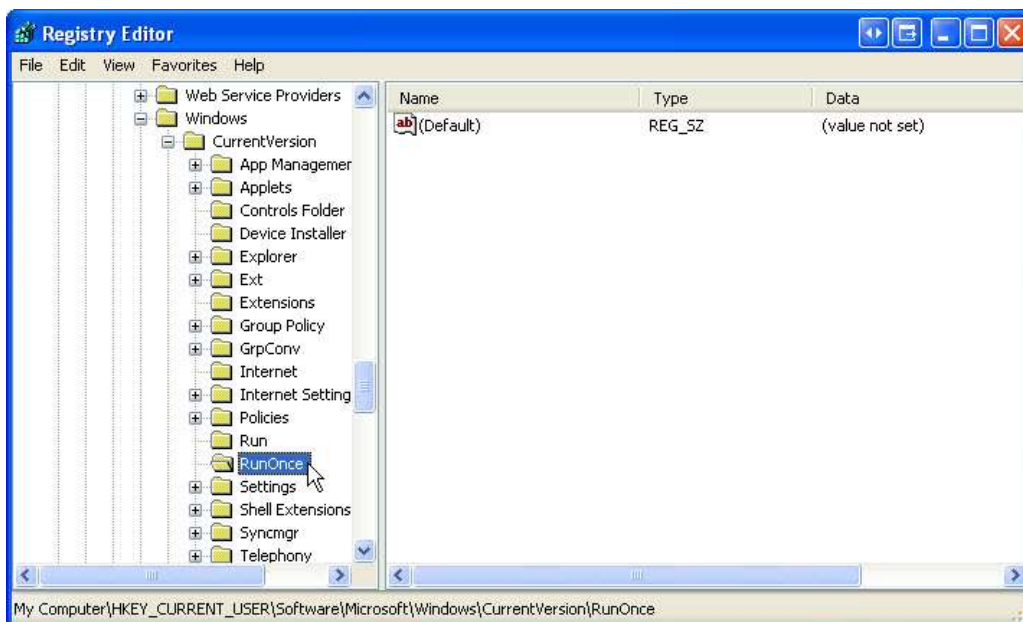 Registry Editor
File Edit View Favorites Help
Web Service Providers
Windows
CurrentVersion
App Managemer
Applets
Controls Folder
Device Installer
Explorer
Ext
Extensions
Group Policy
GrpConv
Internet
Internet Setting
Policies
Run
RunOnce
Settings
Shell Extensions
Syncmgr
Telephony
Name Type Data
ab (Default) REG_SZ (value not set)
My Computer\HKEY_CURRENT_USER\Software\Microsoft\Windows\CurrentVersion\RunOnce